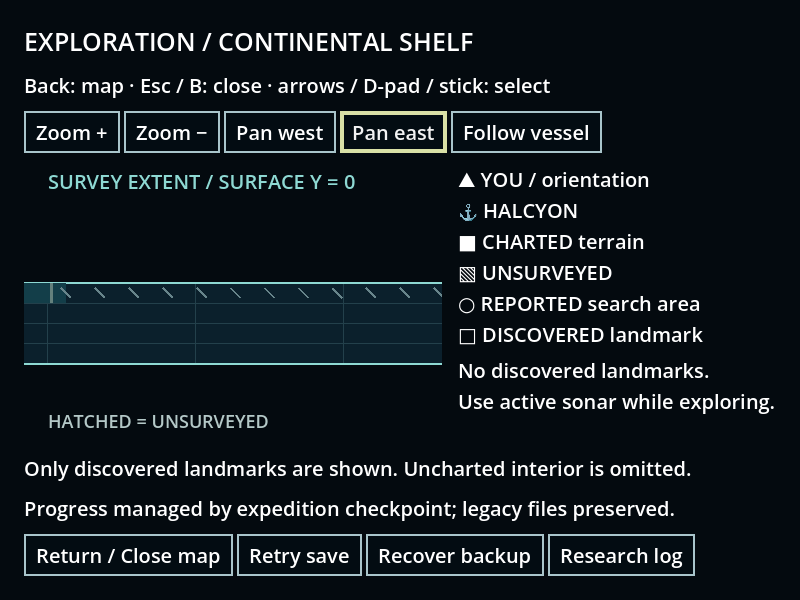 EXPLORATION / CONTINENTAL SHELF
Back: map · Esc / B: close · arrows / D-pad / stick: select
Zoom + Zoom − Pan west Pan east Follow vessel
SURVEY EXTENT / SURFACE Y = 0
▲ YOU / orientation
⚓ HALCYON
■ CHARTED terrain
▧ UNSURVEYED
○ REPORTED search area
□ DISCOVERED landmark
No discovered landmarks.
Use active sonar while exploring.
HATCHED = UNSURVEYED
Only discovered landmarks are shown. Uncharted interior is omitted.
Progress managed by expedition checkpoint; legacy files preserved.
Return / Close map Retry save Recover backup Research log